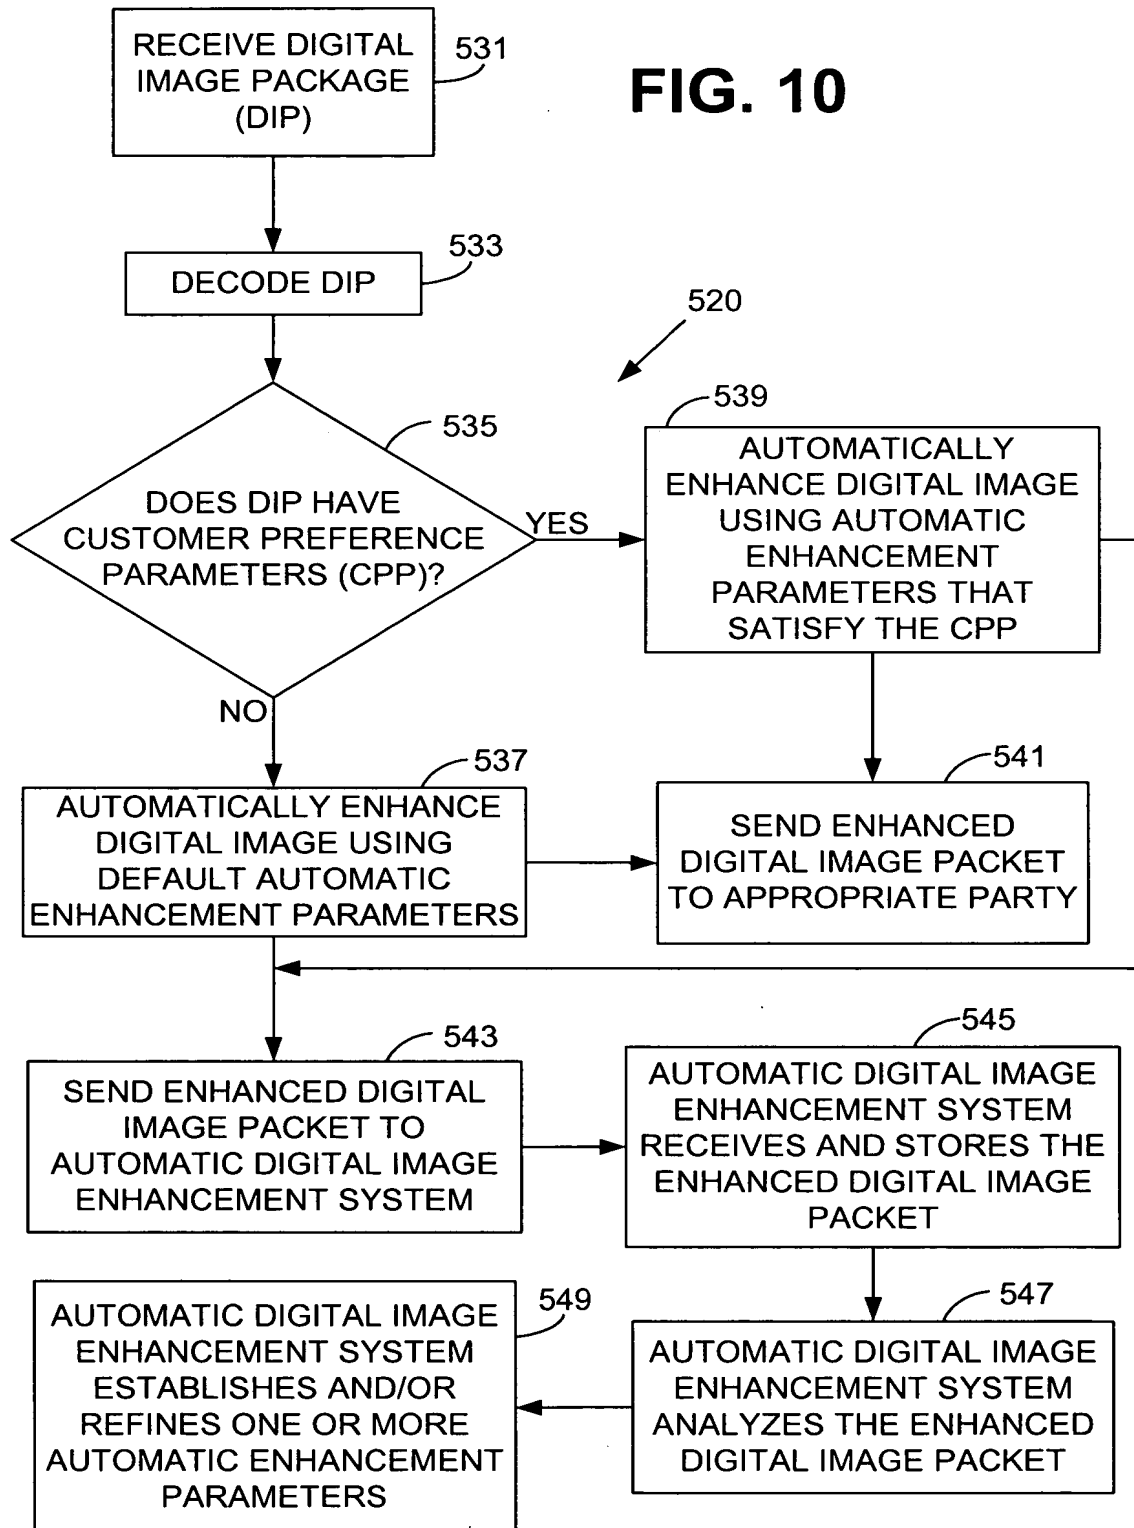 RECEIVE DIGITAL
IMAGE PACKAGE
(DIP)
531
FIG. 10
DECODE DIP
533
520
DOES DIP HAVE
CUSTOMER PREFERENCE
PARAMETERS (CPP)?
535
YES
NO
539
AUTOMATICALLY
ENHANCE DIGITAL IMAGE
USING AUTOMATIC
ENHANCEMENT
PARAMETERS THAT
SATISFY THE CPP
537
AUTOMATICALLY ENHANCE
DIGITAL IMAGE USING
DEFAULT AUTOMATIC
ENHANCEMENT PARAMETERS
541
SEND ENHANCED
DIGITAL IMAGE PACKET
TO APPROPRIATE PARTY
543
SEND ENHANCED DIGITAL
IMAGE PACKET TO
AUTOMATIC DIGITAL IMAGE
ENHANCEMENT SYSTEM
545
AUTOMATIC DIGITAL IMAGE
ENHANCEMENT SYSTEM
RECEIVES AND STORES THE
ENHANCED DIGITAL IMAGE
PACKET
547
AUTOMATIC DIGITAL IMAGE
ENHANCEMENT SYSTEM
ANALYZES THE ENHANCED
DIGITAL IMAGE PACKET
549
AUTOMATIC DIGITAL IMAGE
ENHANCEMENT SYSTEM
ESTABLISHES AND/OR
REFINES ONE OR MORE
AUTOMATIC ENHANCEMENT
PARAMETERS